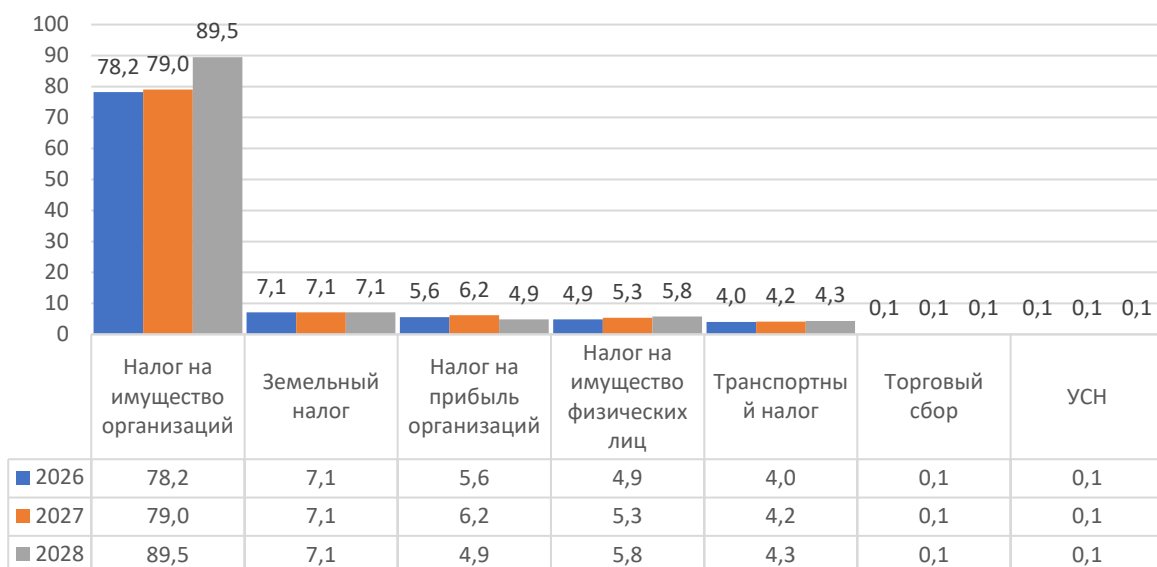 100
90
80
70
60
50
40
30
20
10
0
78,2 79,0 89,5
7,1 7,1 7,1
5,6 6,2 4,9
4,9 5,3 5,8
4,0 4,2 4,3
0,1 0,1 0,1
0,1 0,1 0,1
Налог на
имущество
организаций
Земельный
налог
Налог на
прибыль
организаций
Налог на
имущество
физических
лиц
Транспортны
й налог
Торговый
сбор
УСН
2026 78,2 7,1 5,6 4,9 4,0 0,1 0,1
2027 79,0 7,1 6,2 5,3 4,2 0,1 0,1
2028 89,5 7,1 4,9 5,8 4,3 0,1 0,1